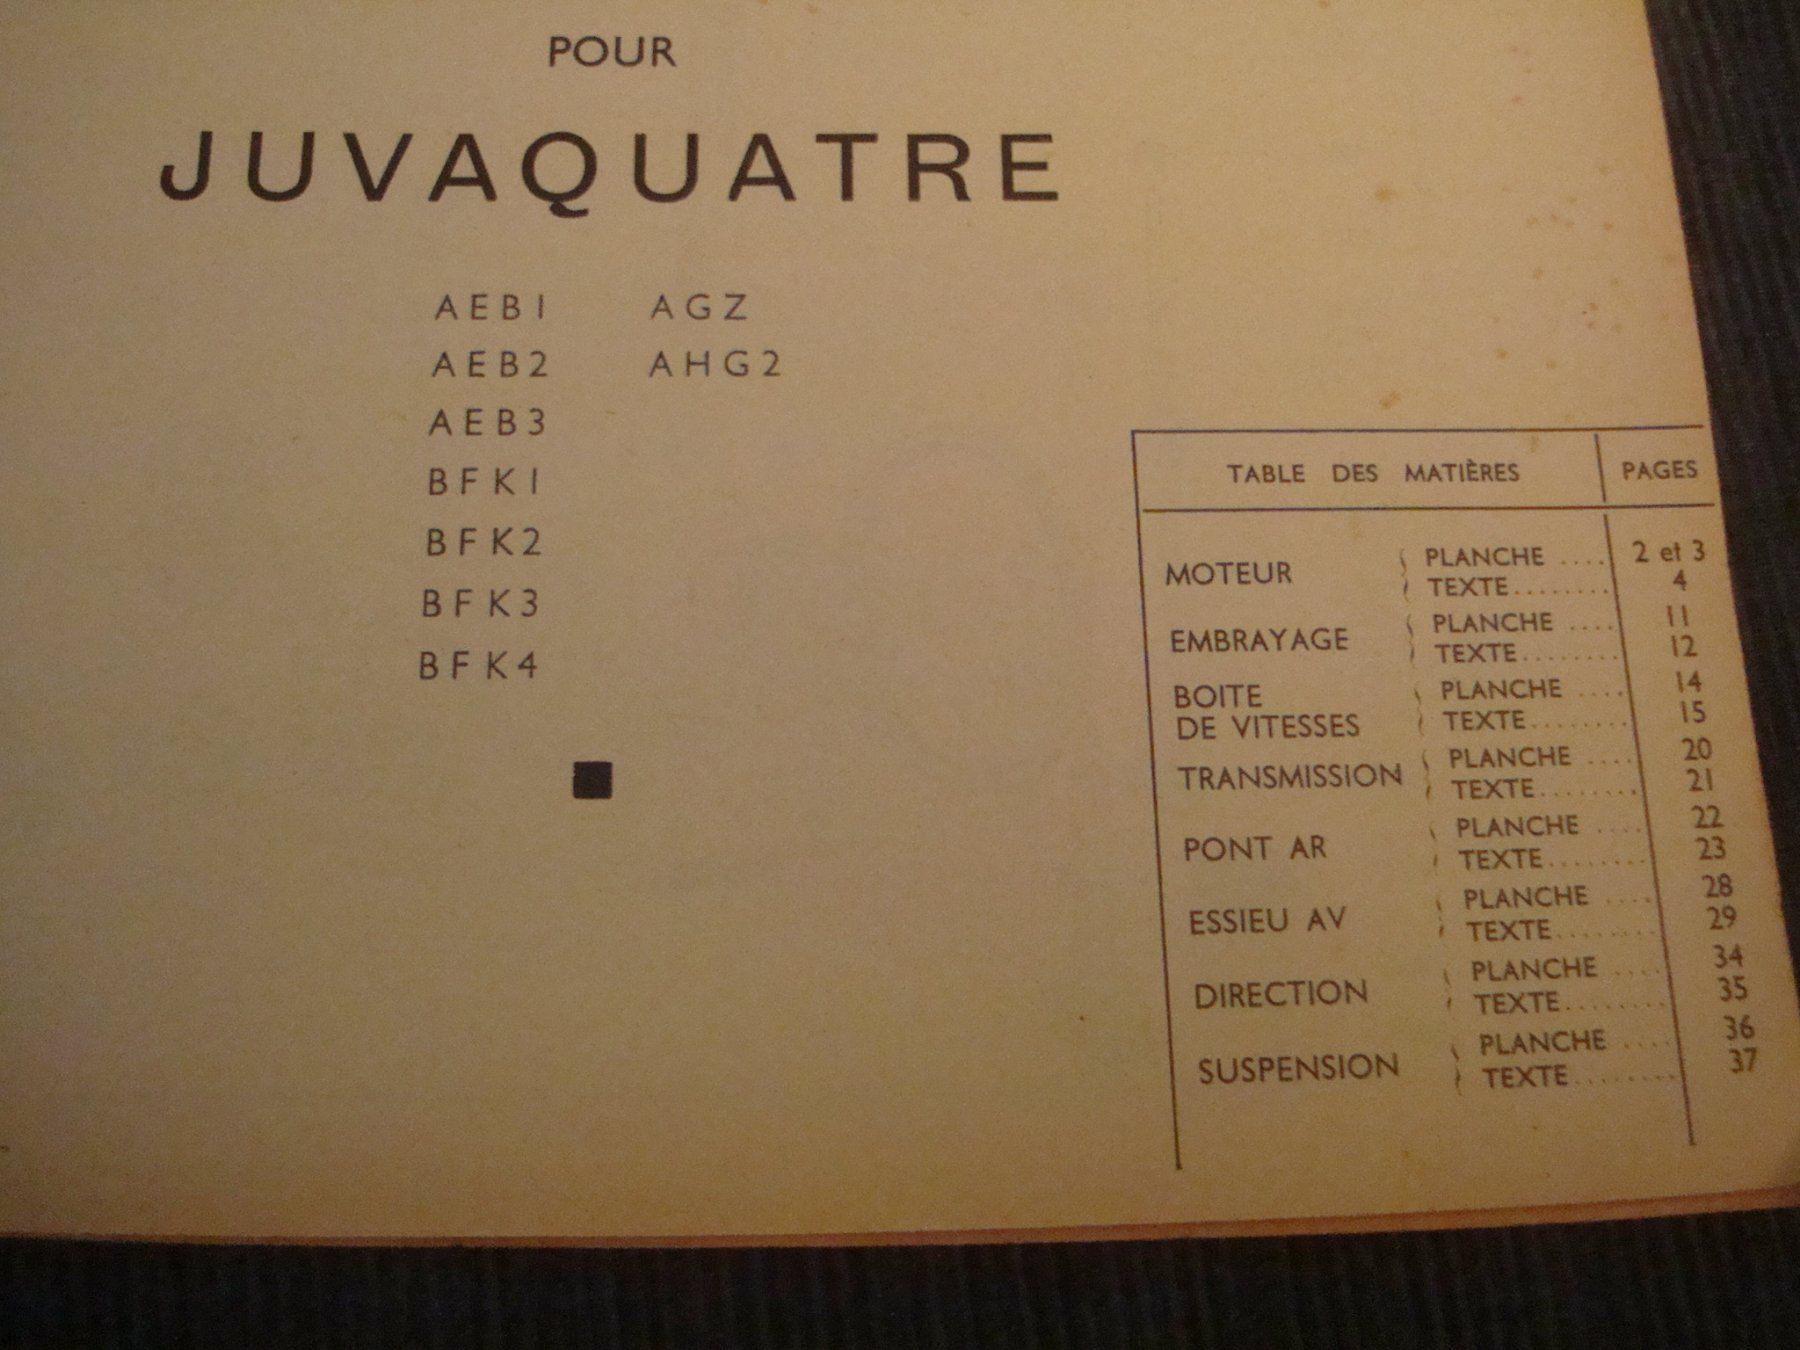 POUR
JUVAQUATRE
AEB1 AGZ
AEB2 AHG2
AEB3
BFK1
BFK2
BFK3
BFK4
TABLE DES MATIÈRES PAGES
MOTEUR
PLANCHE .... 2 et 3
TEXTE........ 4
EMBRAYAGE
PLANCHE .... 11
TEXTE........ 12
BOITE
DE VITESSES
PLANCHE .... 14
TEXTE........ 15
TRANSMISSION
PLANCHE .... 20
TEXTE........ 21
PONT AR
PLANCHE .... 22
TEXTE........ 23
ESSIEU AV
PLANCHE .... 28
TEXTE........ 29
DIRECTION
PLANCHE .... 34
TEXTE........ 35
SUSPENSION
PLANCHE .... 36
TEXTE........ 37